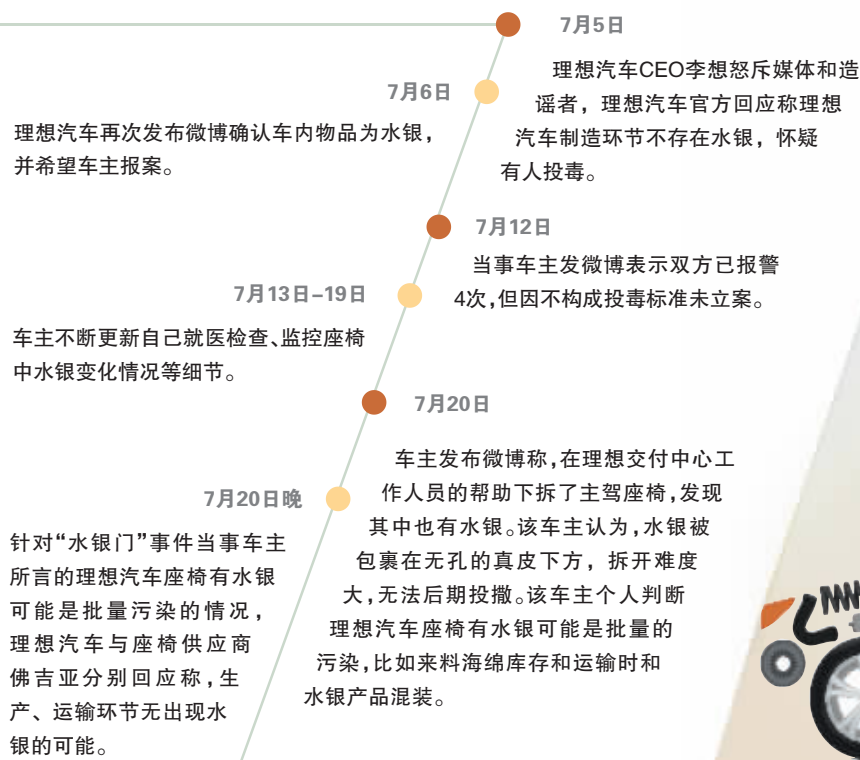 7月5日
理想汽车CEO李想怒斥媒体和造
谣者，理想汽车官方回应称理想
汽车制造环节不存在水银，怀疑
有人投毒。
7月6日
理想汽车再次发布微博确认车内物品为水银，
并希望车主报案。
7月12日
当事车主发微博表示双方已报警
4次，但因不构成投毒标准未立案。
7月13日–19日
车主不断更新自己就医检查、监控座椅
中水银变化情况等细节。
7月20日
车主发布微博称，在理想交付中心工
作人员的帮助下拆了主驾座椅，发现
其中也有水银。该车主认为，水银被
包裹在无孔的真皮下方，拆开难度
大，无法后期投撒。该车主个人判断
理想汽车座椅有水银可能是批量的
污染，比如来料海绵库存和运输时和
水银产品混装。
7月20日晚
针对“水银门”事件当事车主
所言的理想汽车座椅有水银
可能是批量污染的情况，
理想汽车与座椅供应商
佛吉亚分别回应称，生
产、运输环节无出现水
银的可能。